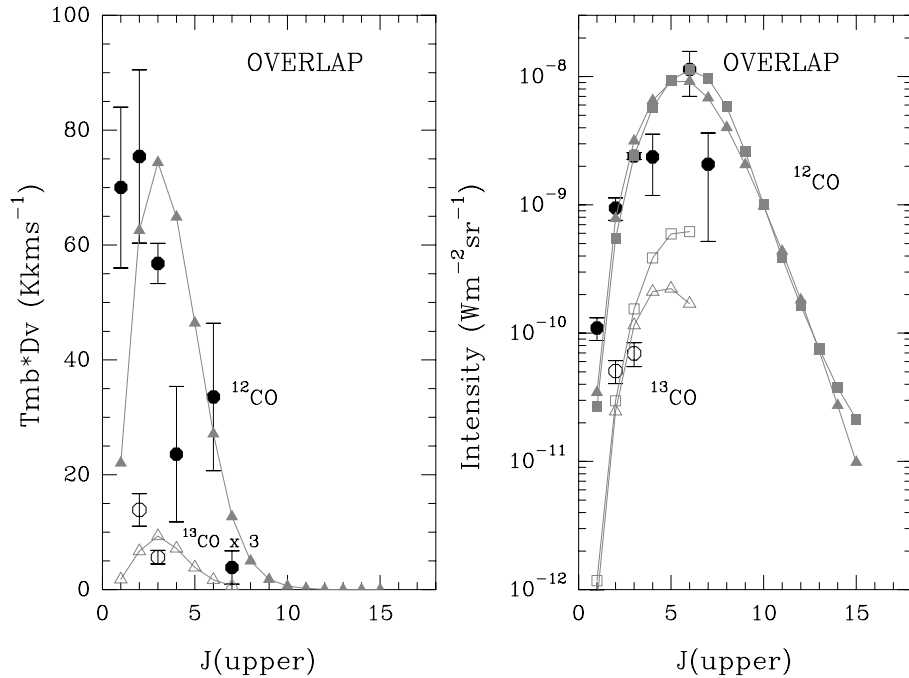 OVERLAP
100
80
60
40
20
0
Tmb*Dv (Kkms⁻¹)
¹²CO
¹³CO x 3
0 5 10 15
J(upper)
OVERLAP
10⁻⁸
10⁻⁹
10⁻¹⁰
10⁻¹¹
10⁻¹²
Intensity (Wm⁻²sr⁻¹)
¹²CO
¹³CO
0 5 10 15
J(upper)